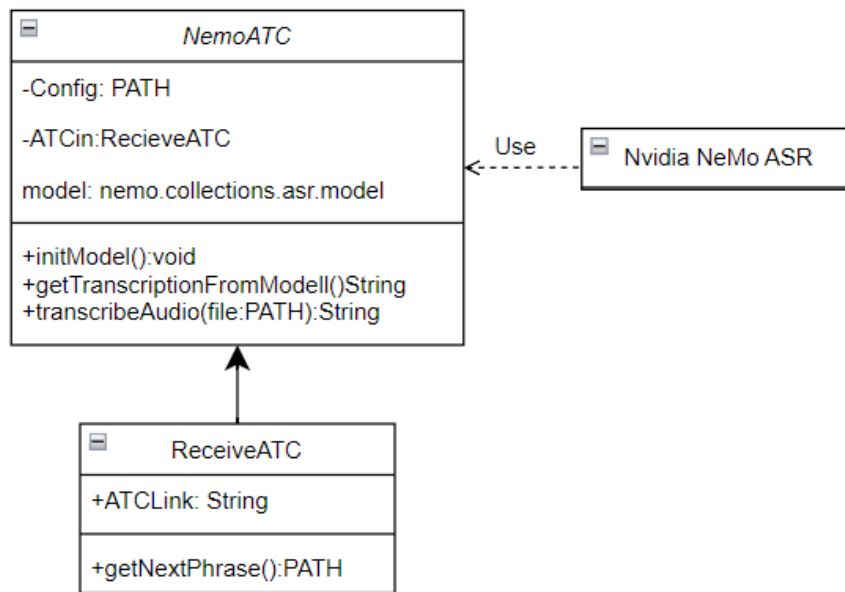 NemoATC
-Config: PATH
-ATCin:RecieveATC
model: nemo.collections.asr.model
+initModel():void
+getTranscriptionFromModell()String
+transcribeAudio(file:PATH):String
Use
Nvidia NeMo ASR
ReceiveATC
+ATCLink: String
+getNextPhrase():PATH